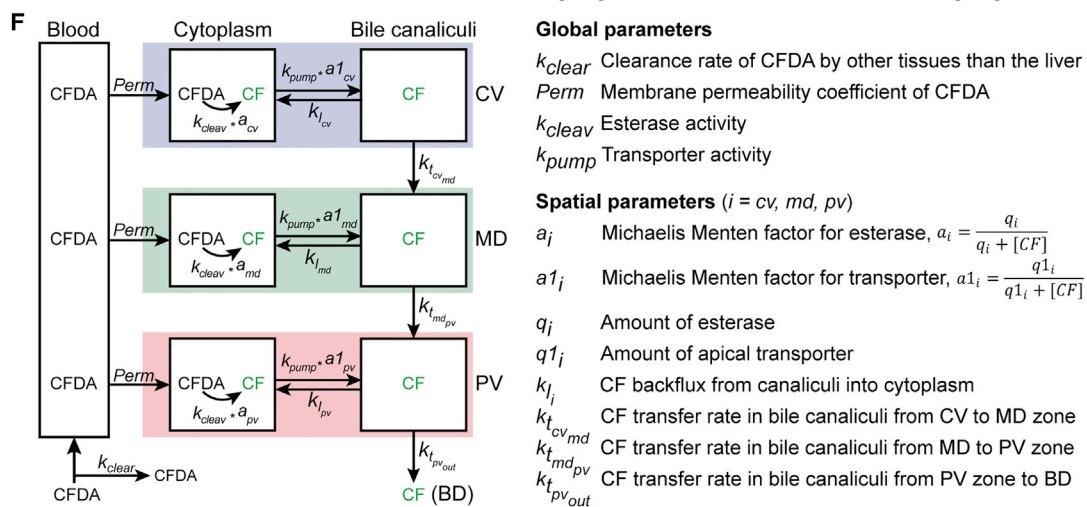 F
Blood Cytoplasm Bile canaliculi
CFDA Perm CFDA CF k_cleav * a_cv k_pump * a1_cv k_l_cv CF CV
k_t_cv_md
CFDA Perm CFDA CF k_cleav * a_md k_pump * a1_md k_l_md CF MD
k_t_md_pv
CFDA Perm CFDA CF k_cleav * a_pv k_pump * a1_pv k_l_pv CF PV
k_clear CFDA
k_t_pv_out
CFDA
CF (BD)
Global parameters
k_clear Clearance rate of CFDA by other tissues than the liver
Perm Membrane permeability coefficient of CFDA
k_cleav Esterase activity
k_pump Transporter activity
Spatial parameters (i = cv, md, pv)
a_i Michaelis Menten factor for esterase, a_i = q_i / (q_i + [CF])
a1_i Michaelis Menten factor for transporter, a1_i = q1_i / (q1_i + [CF])
q_i Amount of esterase
q1_i Amount of apical transporter
k_l_i CF backflux from canaliculi into cytoplasm
k_t_cv_md CF transfer rate in bile canaliculi from CV to MD zone
k_t_md_pv CF transfer rate in bile canaliculi from MD to PV zone
k_t_pv_out CF transfer rate in bile canaliculi from PV zone to BD